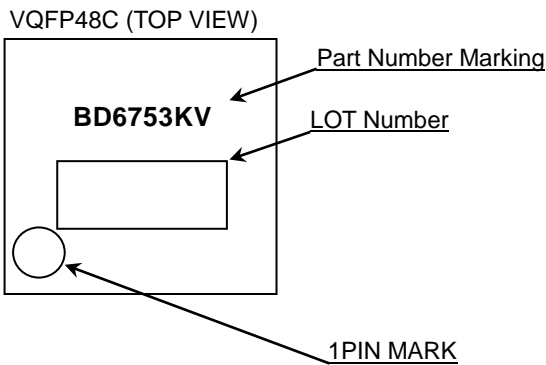 VQFP48C (TOP VIEW)
Part Number Marking
BD6753KV
LOT Number
1PIN MARK